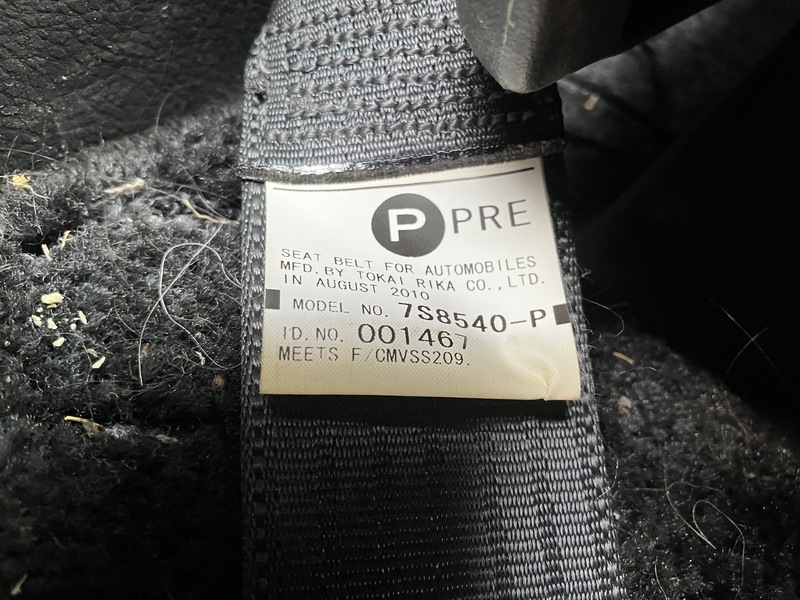 P PRE
SEAT BELT FOR AUTOMOBILES
MFD. BY TOKAI RIKA CO., LTD.
IN AUGUST 2010
MODEL NO. 7S8540-P
ID. NO. 001467
MEETS F/CMVSS209.